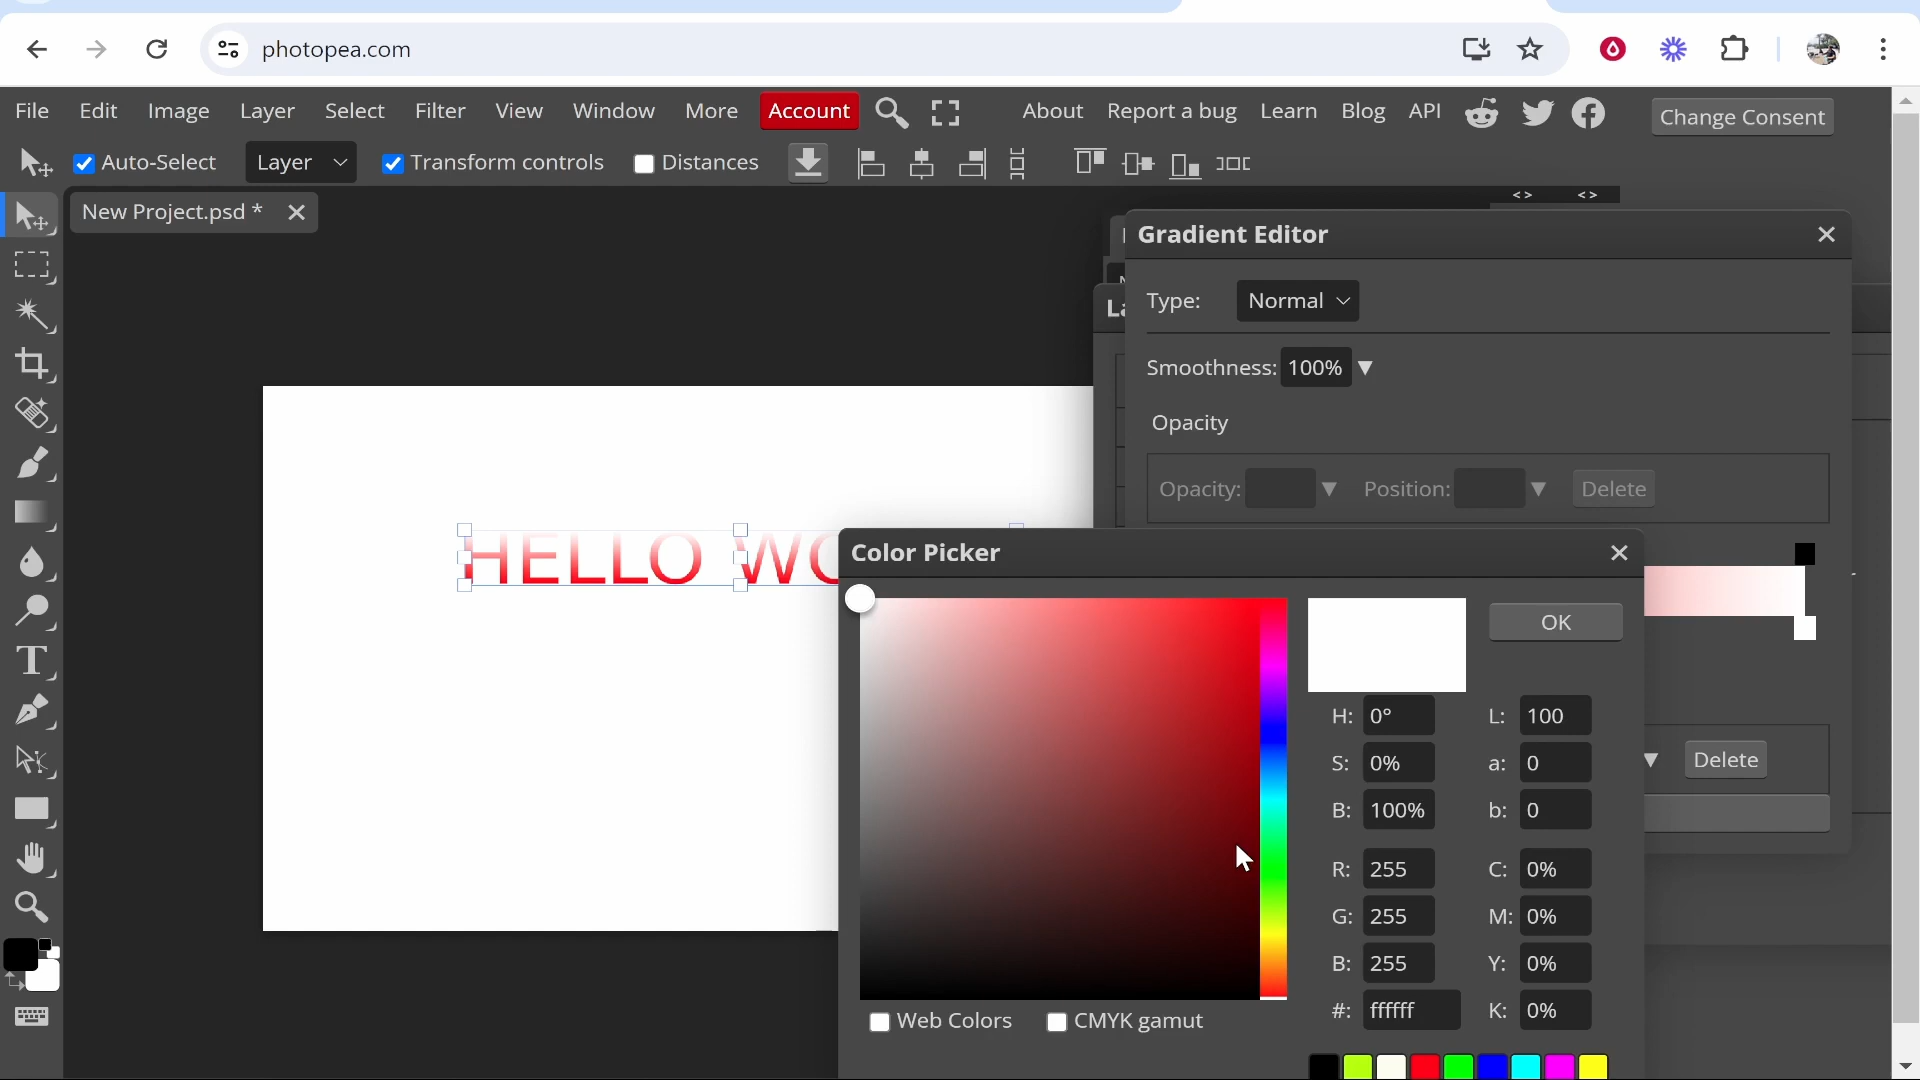 photopea.com
File Edit Image Layer Select Filter View Window More Account About Report a bug Learn Blog API Change Consent
Auto-Select Layer Transform controls Distances
New Project.psd * < > < >
Gradient Editor
Type: Normal
Smoothness: 100%
Opacity
Opacity: Position: Delete
HELLO
Color Picker
OK
H: 0° L: 100
S: 0% a: 0
Delete
B: 100% b: 0
R: 255 C: 0%
G: 255 M: 0%
B: 255 Y: 0%
#: ffffff K: 0%
Web Colors CMYK gamut